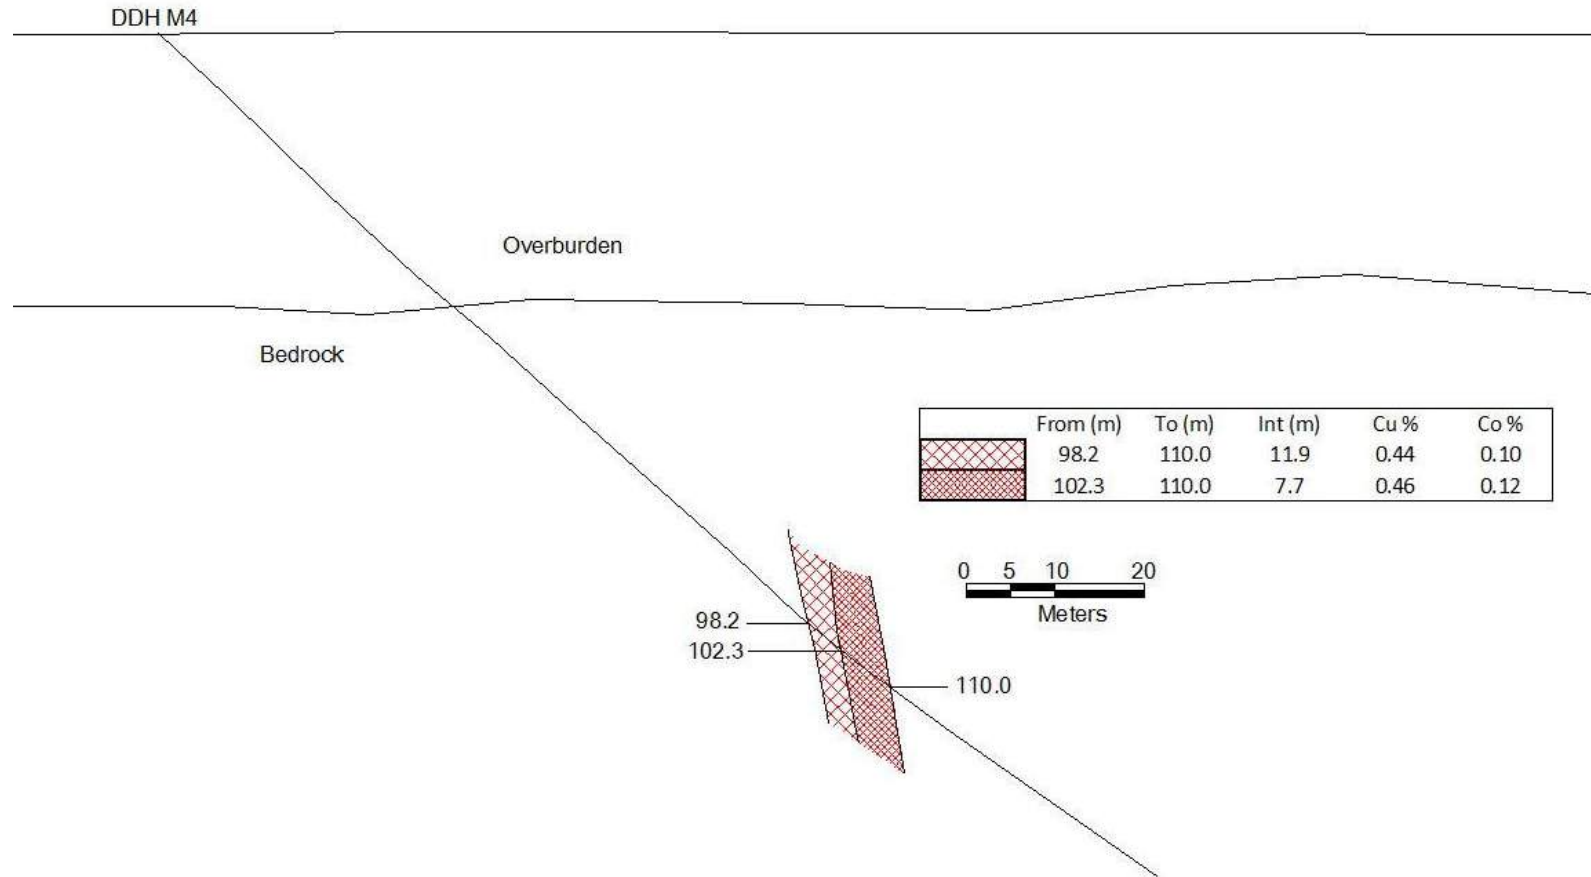 DDH M4
Overburden
Bedrock
From (m) To (m) Int (m) Cu % Co %
98.2 110.0 11.9 0.44 0.10
102.3 110.0 7.7 0.46 0.12
0 5 10 20
Meters
98.2
102.3
110.0